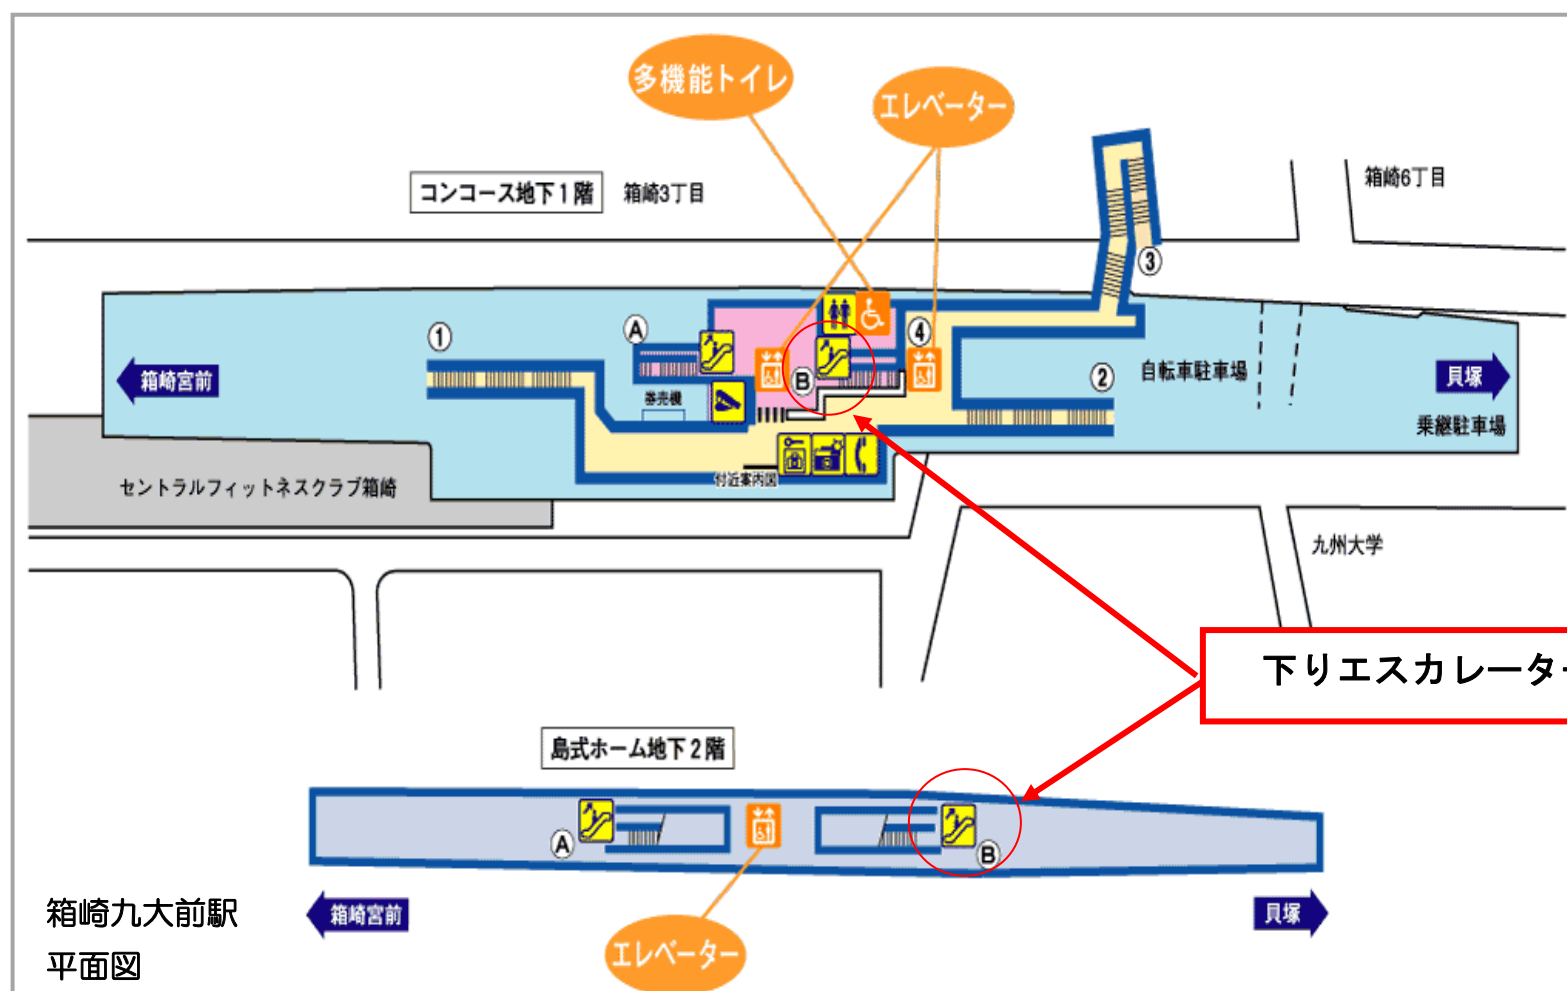 多機能トイレ
エレベーター
コンコース地下1階
箱崎3丁目
箱崎6丁目
③
①
A
④
箱崎宮前
B
②
自転車駐車場
貝塚
券売機
乗継駐車場
付近案内図
セントラルフィットネスクラブ箱崎
九州大学
下りエスカレーター
島式ホーム地下2階
A
B
箱崎九大前駅
箱崎宮前
貝塚
エレベーター
平面図